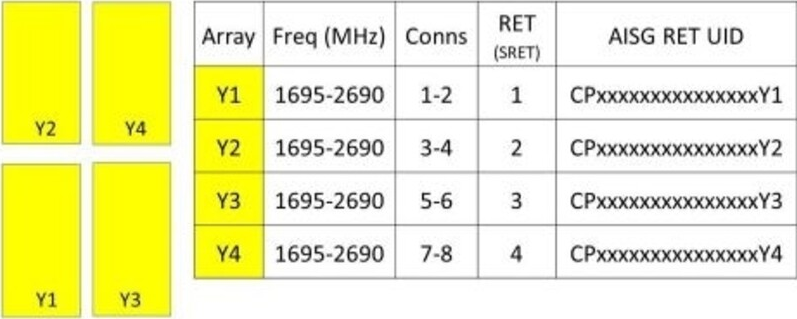 Y2 Y4
Y1 Y3
Array Freq (MHz) Conns RET (SRET) AISG RET UID
Y1 1695-2690 1-2 1 CPxxxxxxxxxxxxxxxY1
Y2 1695-2690 3-4 2 CPxxxxxxxxxxxxxxxY2
Y3 1695-2690 5-6 3 CPxxxxxxxxxxxxxxxY3
Y4 1695-2690 7-8 4 CPxxxxxxxxxxxxxxxY4